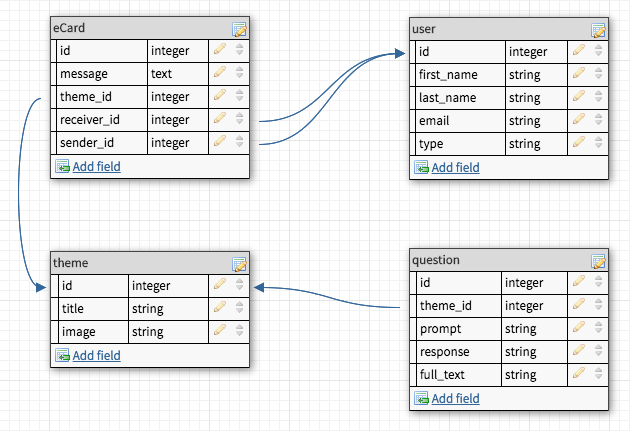 eCard
id integer
message text
theme_id integer
receiver_id integer
sender_id integer
Add field
user
id integer
first_name string
last_name string
email string
type string
Add field
theme
id integer
title string
image string
Add field
question
id integer
theme_id integer
prompt string
response string
full_text string
Add field